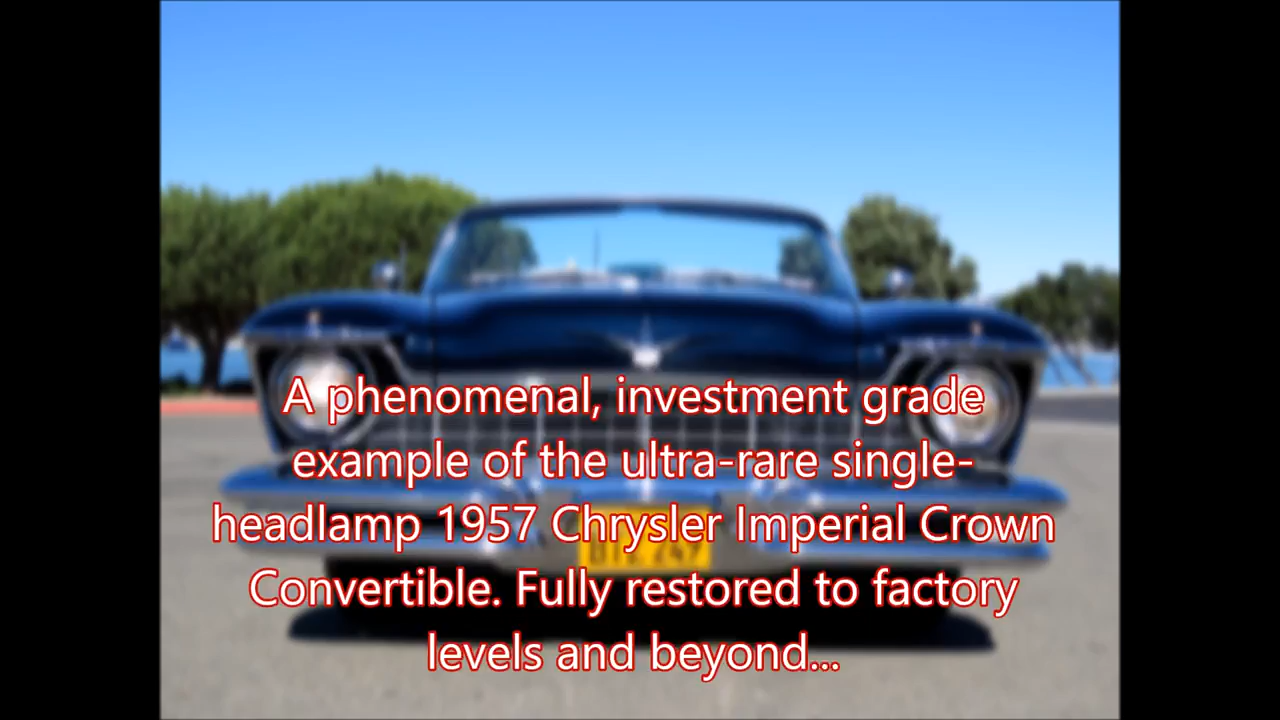 A phenomenal, investment grade
example of the ultra-rare single-
headlamp 1957 Chrysler Imperial Crown
Convertible. Fully restored to factory
levels and beyond...